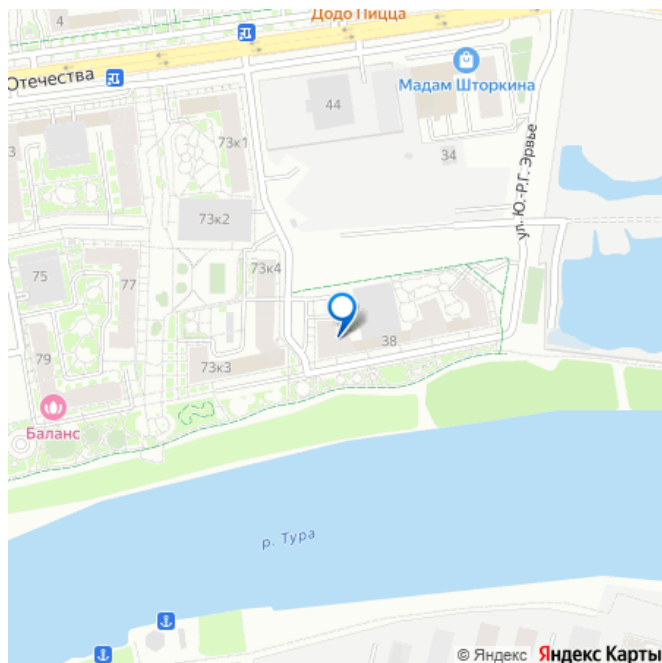 Додо Пицца
4
Отечества
Мадам Шторкина
44
73к1
34
3
ул. Ю.-Р.Г. Эрвье
73к2
75
77
73к4
38
79
73к3
Баланс
р. Тура
© Яндекс Яндекс Карты